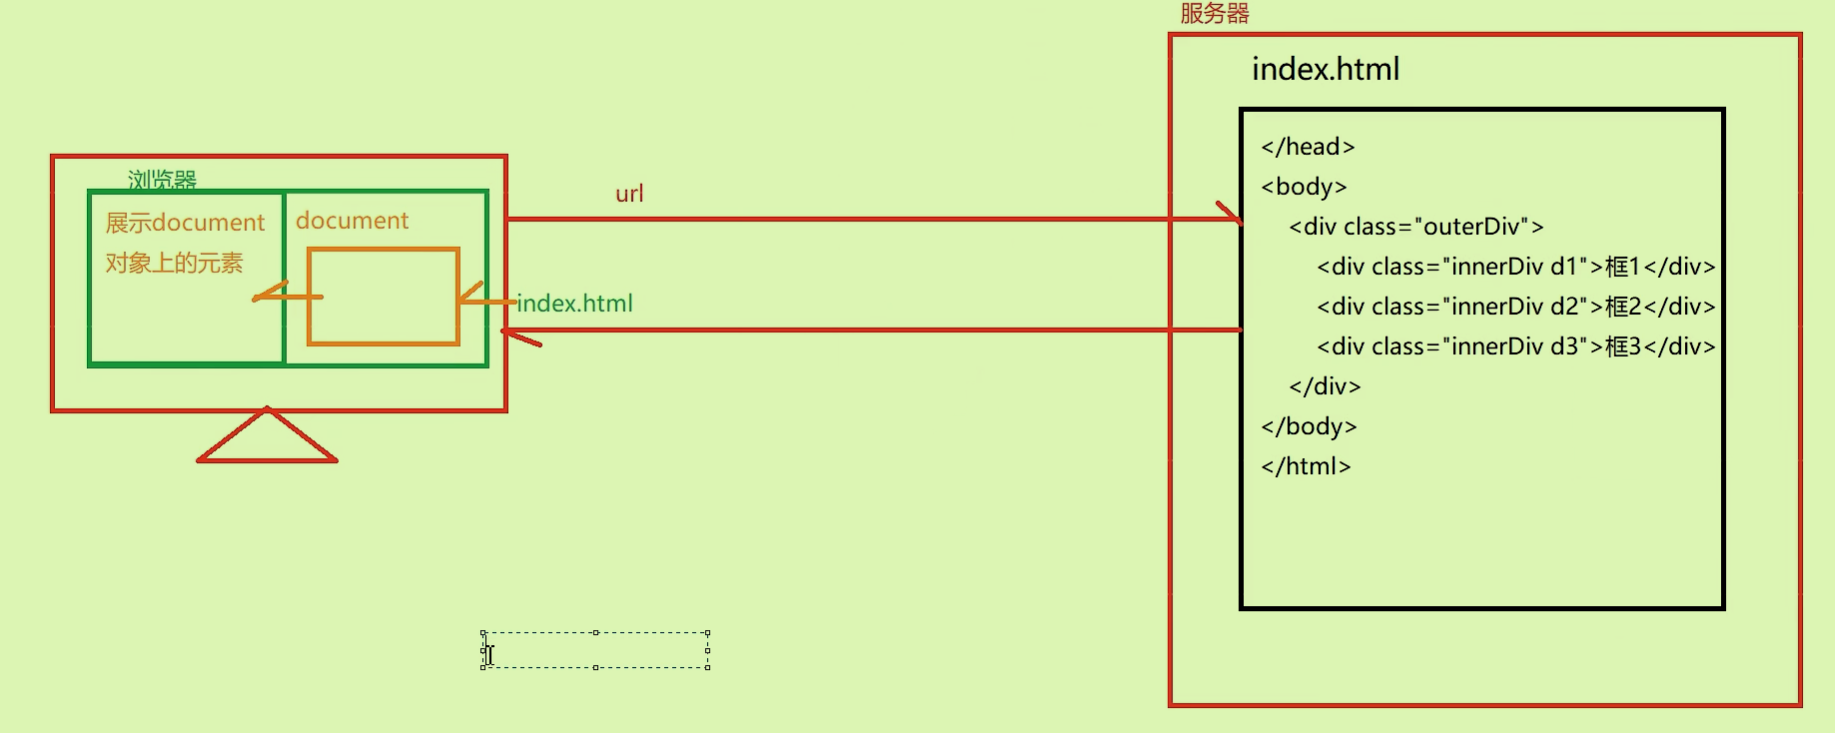 服务器
index.html
</head>
<body>
<div class="outerDiv">
<div class="innerDiv d1">框1</div>
<div class="innerDiv d2">框2</div>
<div class="innerDiv d3">框3</div>
</div>
</body>
</html>
浏览器
展示document
对象上的元素
document
url
index.html